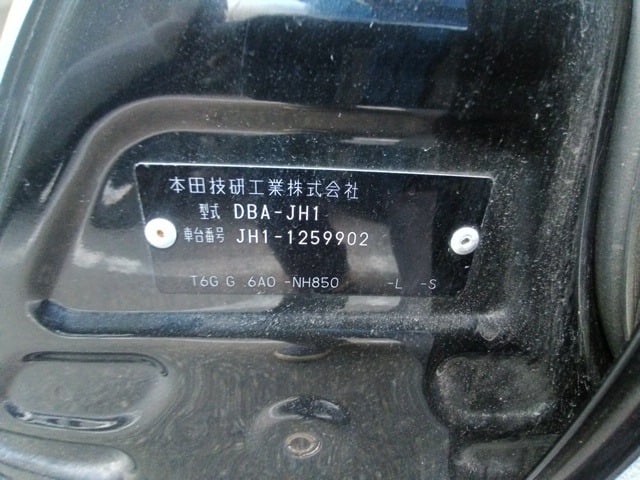 本田技研工業株式会社
型式 DBA-JH1
車台番号 JH1-1259902
T6G G .6A0 -NH850 -L -S